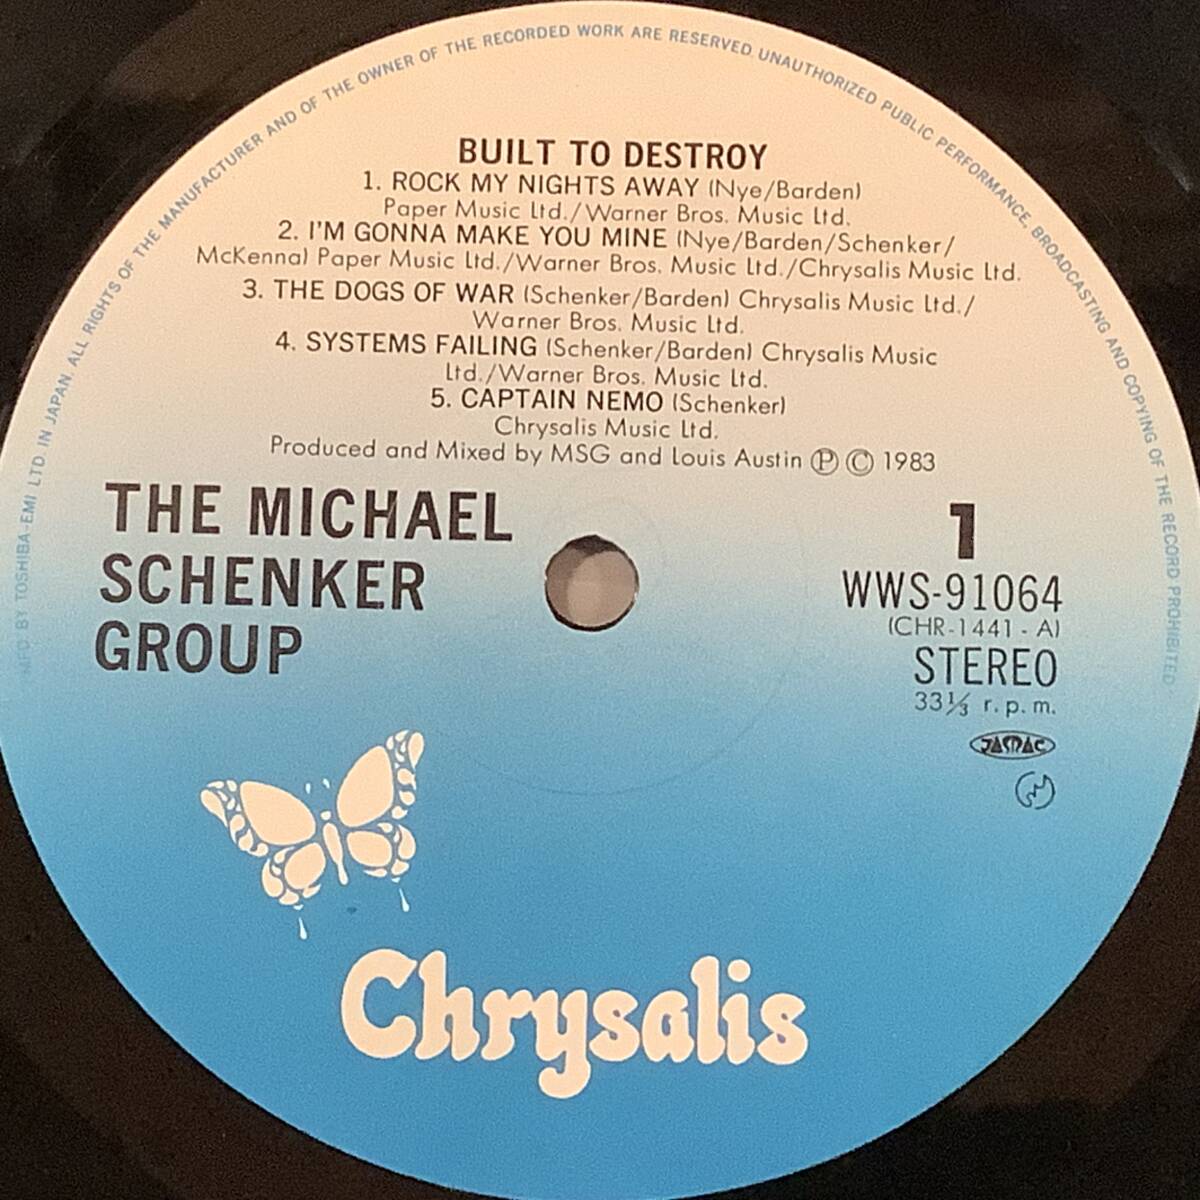 MFD BY TOSHIBA-EMI LTD. IN JAPAN. ALL RIGHTS OF THE MANUFACTURER AND OF THE OWNER OF THE RECORDED WORK ARE RESERVED. UNAUTHORIZED PUBLIC PERFORMANCE, BROADCASTING AND COPYING OF THE RECORD PROHIBITED.
BUILT TO DESTROY
1. ROCK MY NIGHTS AWAY (Nye/Barden)
Paper Music Ltd./Warner Bros. Music Ltd.
2. I'M GONNA MAKE YOU MINE (Nye/Barden/Schenker/
McKenna) Paper Music Ltd./Warner Bros. Music Ltd./Chrysalis Music Ltd.
3. THE DOGS OF WAR (Schenker/Barden) Chrysalis Music Ltd./
Warner Bros. Music Ltd.
4. SYSTEMS FAILING (Schenker/Barden) Chrysalis Music
Ltd./Warner Bros. Music Ltd.
5. CAPTAIN NEMO (Schenker)
Chrysalis Music Ltd.
Produced and Mixed by MSG and Louis Austin Ⓟ Ⓒ 1983
THE MICHAEL
SCHENKER
GROUP
1
WWS-91064
(CHR-1441-A)
STEREO
33⅓ r.p.m.
JASRAC
Chrysalis